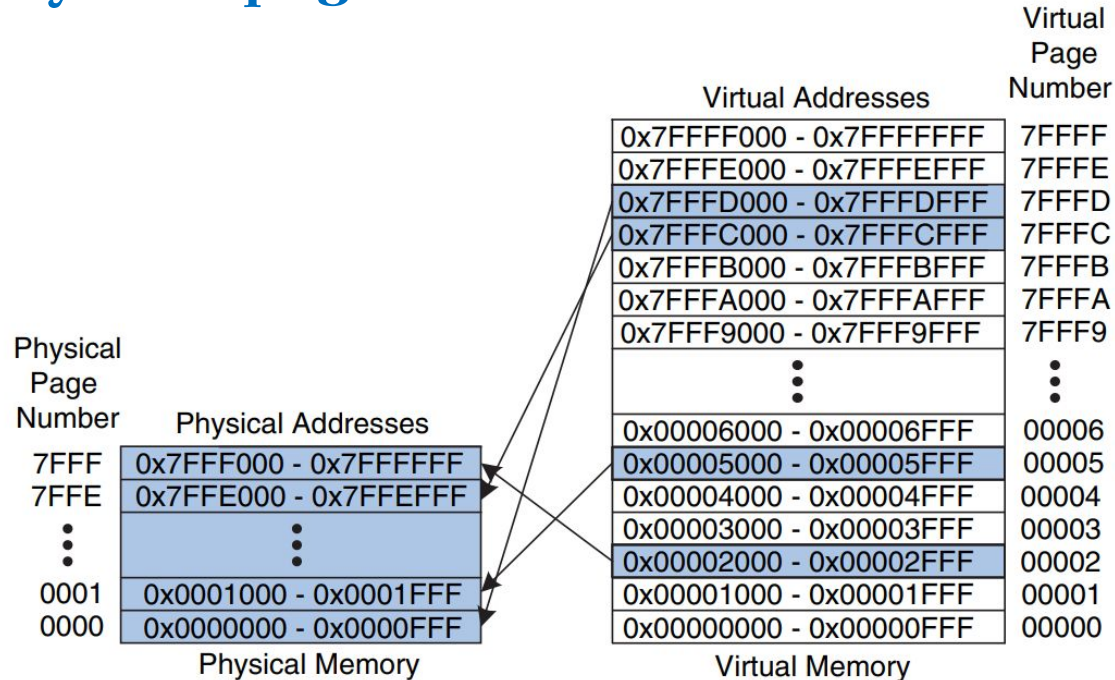 Virtual
Page
Number
Virtual Addresses
0x7FFFF000 - 0x7FFFFFFF 7FFFF
0x7FFFE000 - 0x7FFFEFFF 7FFFE
0x7FFFD000 - 0x7FFFDFFF 7FFFD
0x7FFFC000 - 0x7FFFCFFF 7FFFC
0x7FFFB000 - 0x7FFFBFFF 7FFFB
0x7FFFA000 - 0x7FFFAFFF 7FFFA
0x7FFF9000 - 0x7FFF9FFF 7FFF9
0x00006000 - 0x00006FFF 00006
0x00005000 - 0x00005FFF 00005
0x00004000 - 0x00004FFF 00004
0x00003000 - 0x00003FFF 00003
0x00002000 - 0x00002FFF 00002
0x00001000 - 0x00001FFF 00001
0x00000000 - 0x00000FFF 00000
Virtual Memory
Physical
Page
Number
Physical Addresses
7FFF 0x7FFF000 - 0x7FFFFFF
7FFE 0x7FFE000 - 0x7FFEFFF
0001 0x0001000 - 0x0001FFF
0000 0x0000000 - 0x0000FFF
Physical Memory